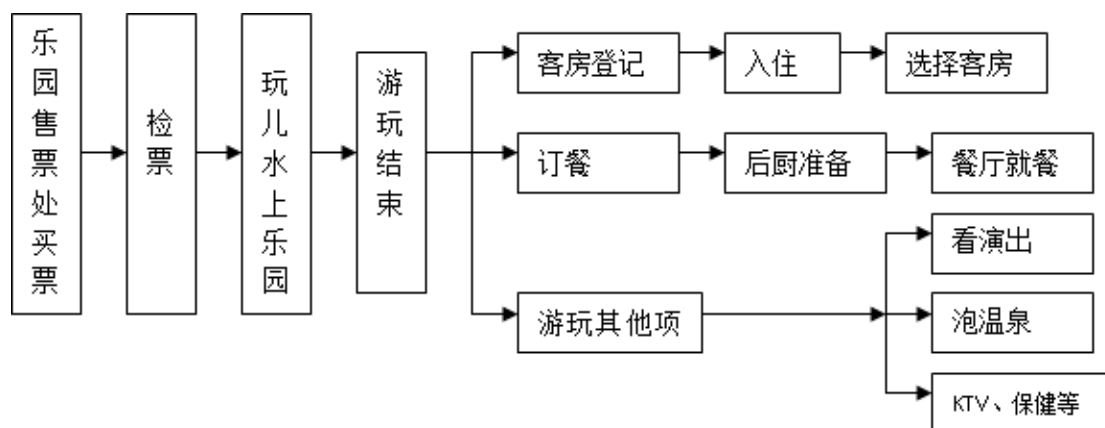 乐园售票处买票
检票
玩儿水上乐园
游玩结束
客房登记
入住
选择客房
订餐
后厨准备
餐厅就餐
游玩其他项
看演出
泡温泉
KTV、保健等